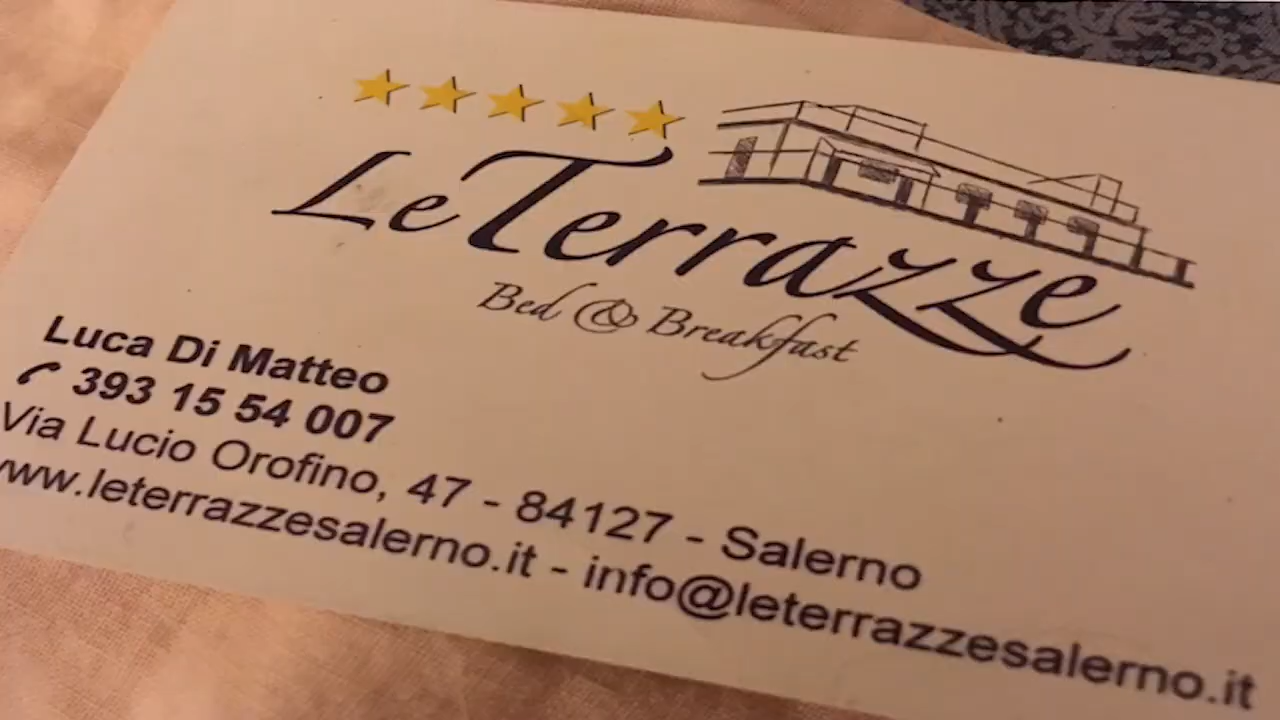 Le Terrazze
Bed & Breakfast
Luca Di Matteo
393 15 54 007
Via Lucio Orofino, 47 - 84127 - Salerno
www.leterrazzesalerno.it - info@leterrazzesalerno.it